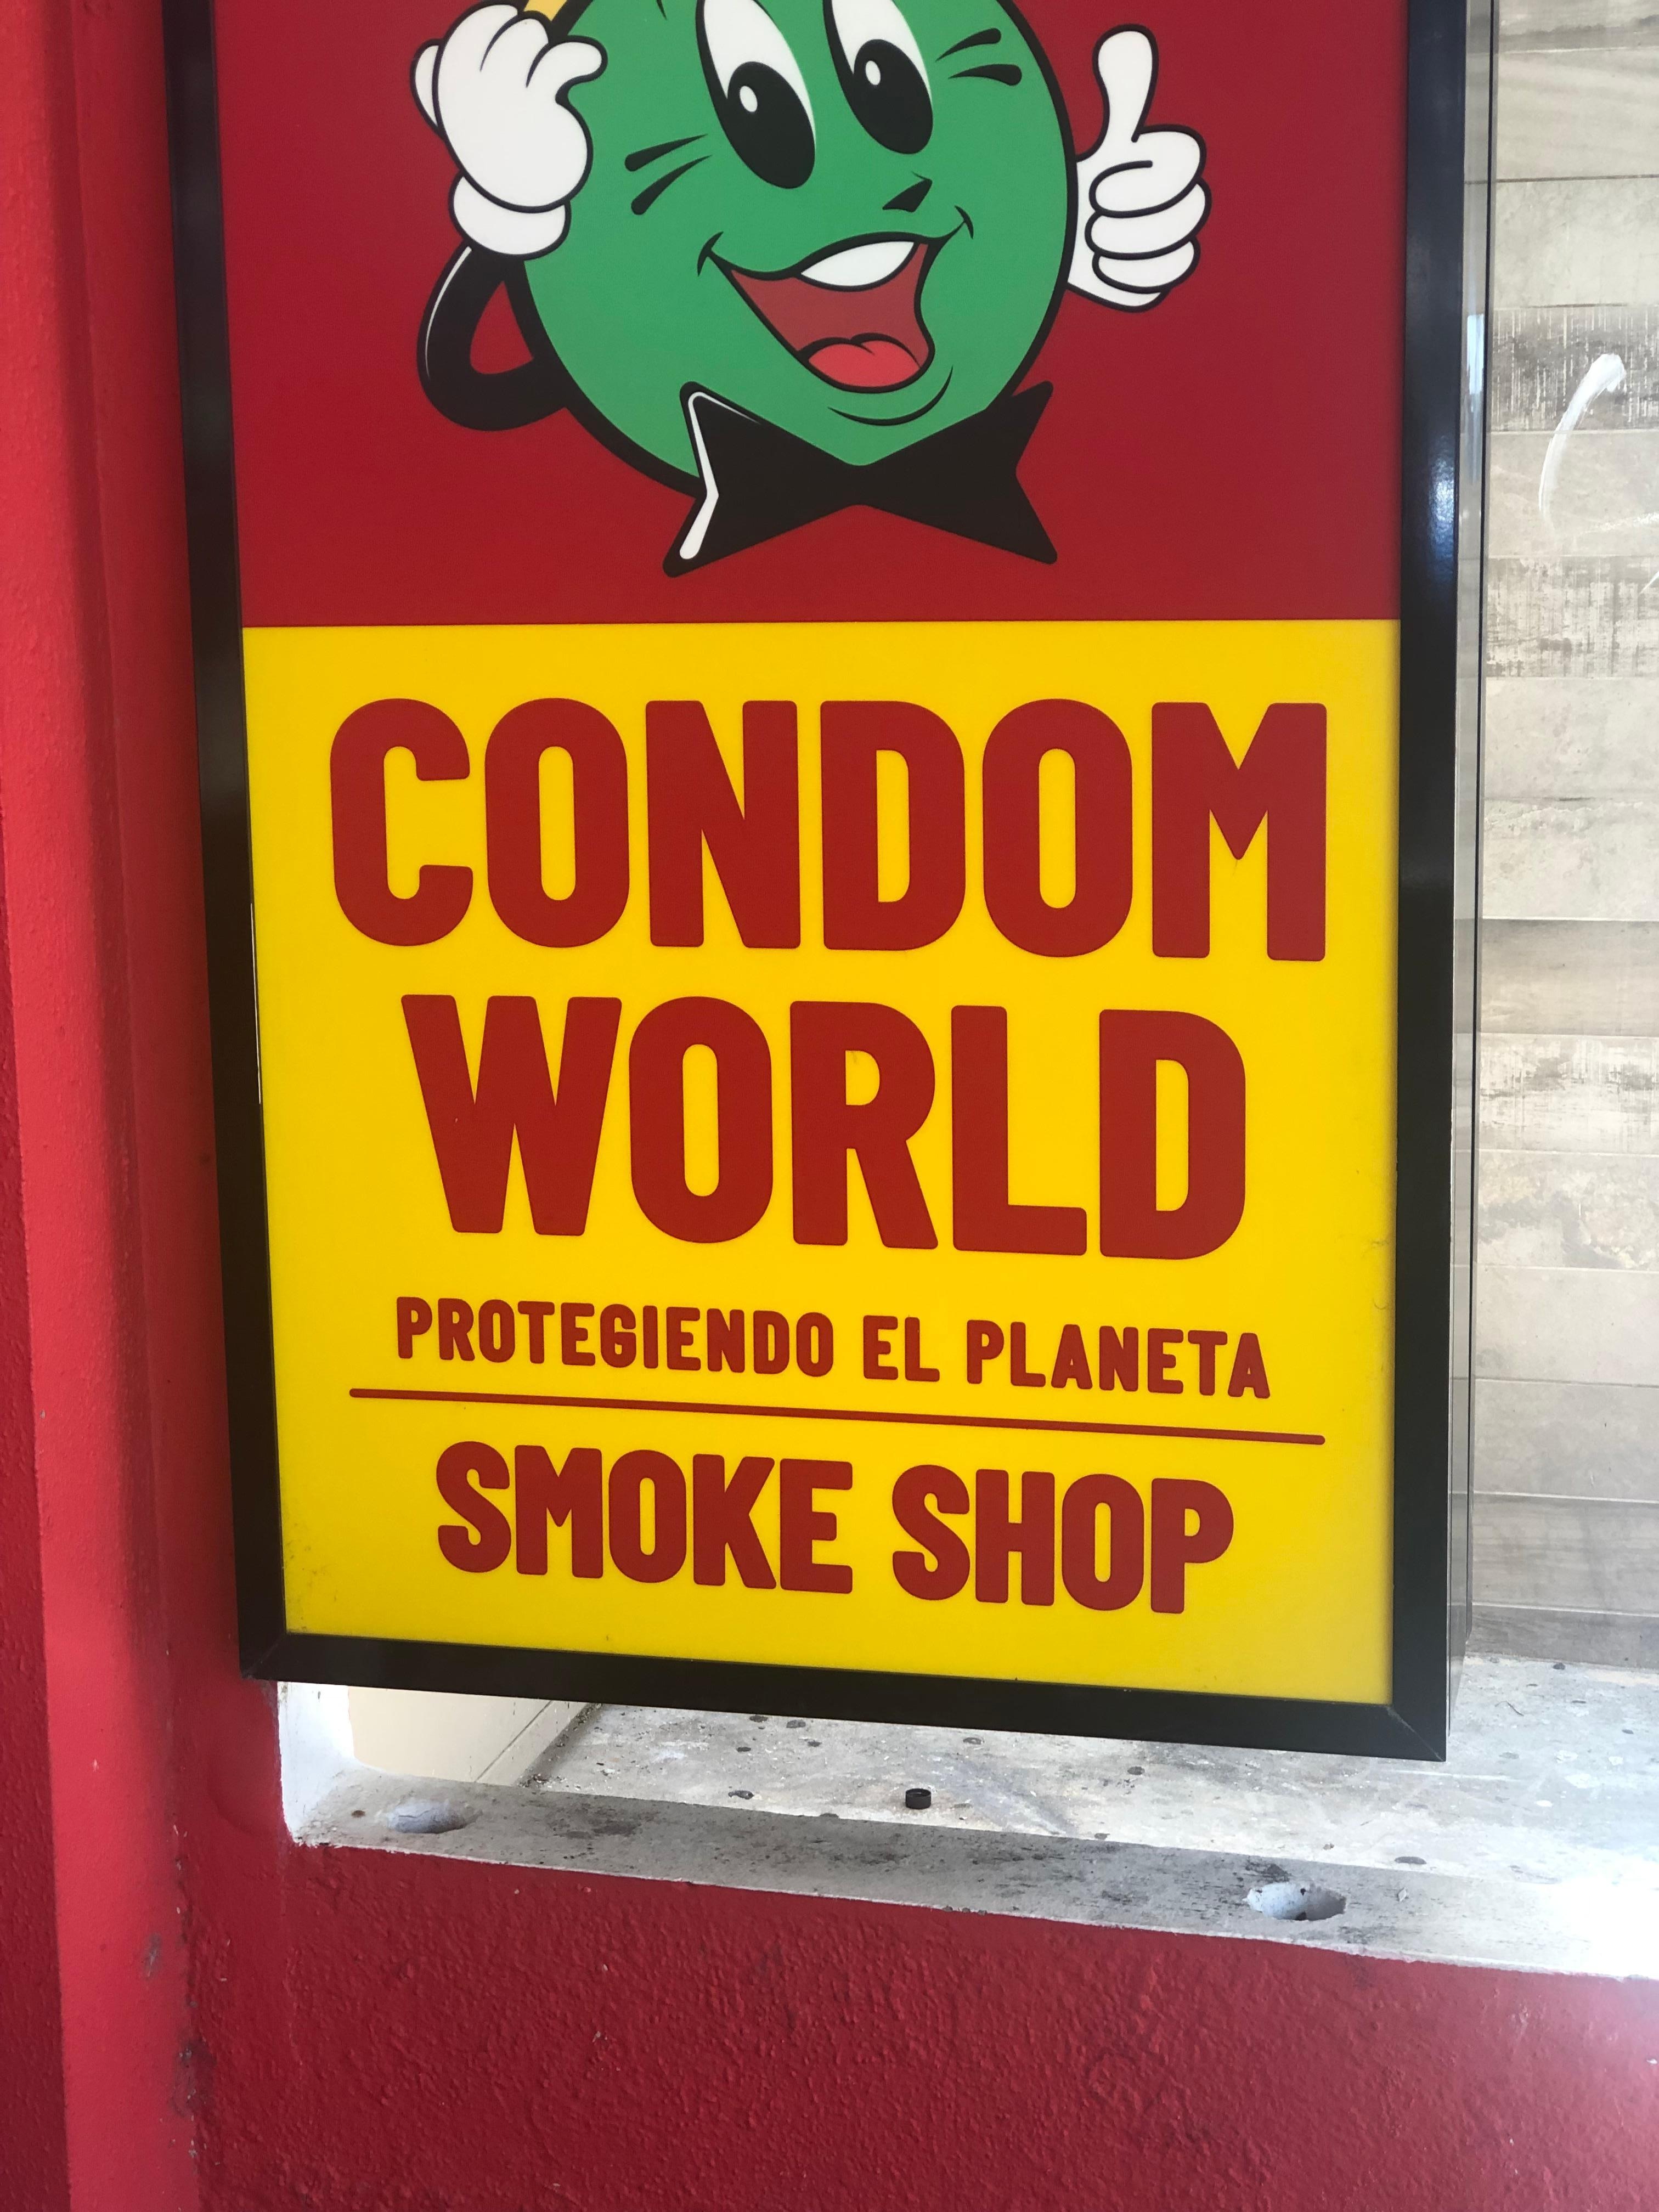 CONDOM
WORLD
PROTEGIENDO EL PLANETA
SMOKE SHOP